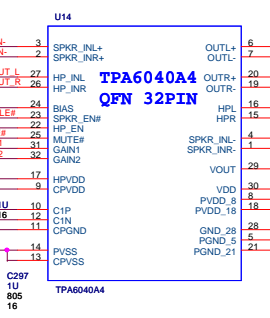 U14
3 SPKR_INL+ OUTL+ 6
2 SPKR_INR+ OUTL- 7
27 HP_INL OUTR+ 20
26 HP_INR OUTR- 19
TPA6040A4
QFN 32PIN
24 BIAS HPL 16
23 SPKR_EN# HPR 15
22 HP_EN
25 MUTE# SPKR_INL- 4
31 GAIN1 SPKR_INR- 1
32 GAIN2
VOUT 29
17 HPVDD
9 CPVDD VDD 30
PVDD_8 8
10 C1P PVDD_18 18
12 C1N
11 CPGND GND_28 28
PGND_5 5
14 PVSS PGND_21 21
13 CPVSS
C297
1U
805
16
TPA6040A4